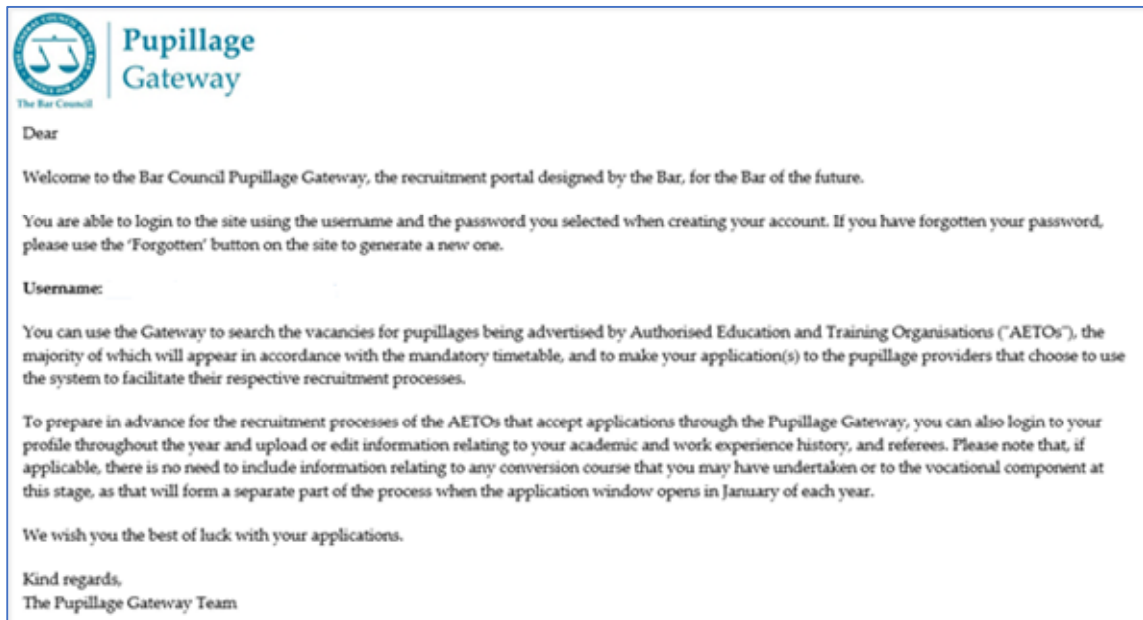 Pupillage
Gateway
THE GENERAL COUNCIL OF THE BAR
JUSTICE FOR ALL
The Bar Council
Dear
Welcome to the Bar Council Pupillage Gateway, the recruitment portal designed by the Bar, for the Bar of the future.
You are able to login to the site using the username and the password you selected when creating your account. If you have forgotten your password,
please use the ‘Forgotten’ button on the site to generate a new one.
Username:
You can use the Gateway to search the vacancies for pupillages being advertised by Authorised Education and Training Organisations ("AETOs"), the
majority of which will appear in accordance with the mandatory timetable, and to make your application(s) to the pupillage providers that choose to use
the system to facilitate their respective recruitment processes.
To prepare in advance for the recruitment processes of the AETOs that accept applications through the Pupillage Gateway, you can also login to your
profile throughout the year and upload or edit information relating to your academic and work experience history, and referees. Please note that, if
applicable, there is no need to include information relating to any conversion course that you may have undertaken or to the vocational component at
this stage, as that will form a separate part of the process when the application window opens in January of each year.
We wish you the best of luck with your applications.
Kind regards,
The Pupillage Gateway Team